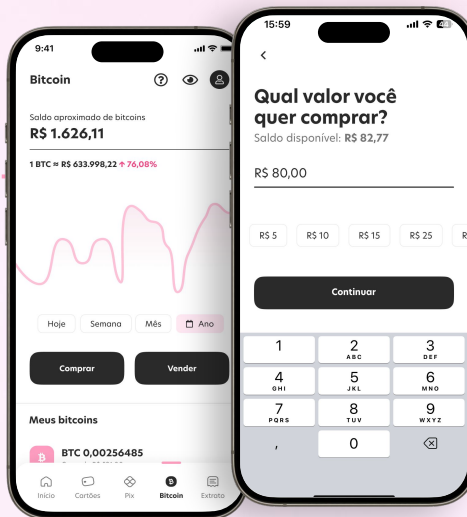 9:41
Bitcoin
Saldo aproximado de bitcoins
R$ 1.626,11
1 BTC ≈ R$ 633.998,22 ↑ 76,08%
Hoje
Semana
Mês
Ano
Comprar
Vender
Meus bitcoins
BTC 0,00256485
Início
Cartões
Pix
Bitcoin
Extrato
15:59
Qual valor você
quer comprar?
Saldo disponível: R$ 82,77
R$ 80,00
R$ 5
R$ 10
R$ 15
R$ 25
Continuar
1
2
ABC
3
DEF
4
GHI
5
JKL
6
MNO
7
PQRS
8
TUV
9
WXYZ
,
0